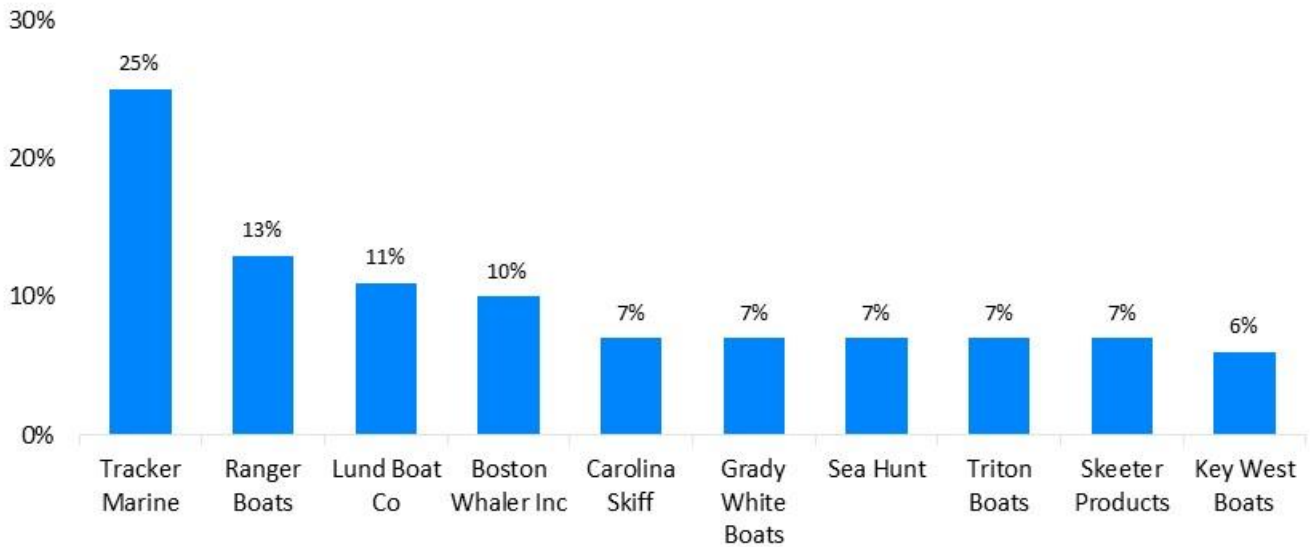 30%
25%
20%
13%
11%
10%
10%
7%
7%
7%
7%
7%
6%
0%
Tracker
Marine
Ranger
Boats
Lund Boat
Co
Boston
Whaler Inc
Carolina
Skiff
Grady
White
Boats
Sea Hunt
Triton
Boats
Skeeter
Products
Key West
Boats